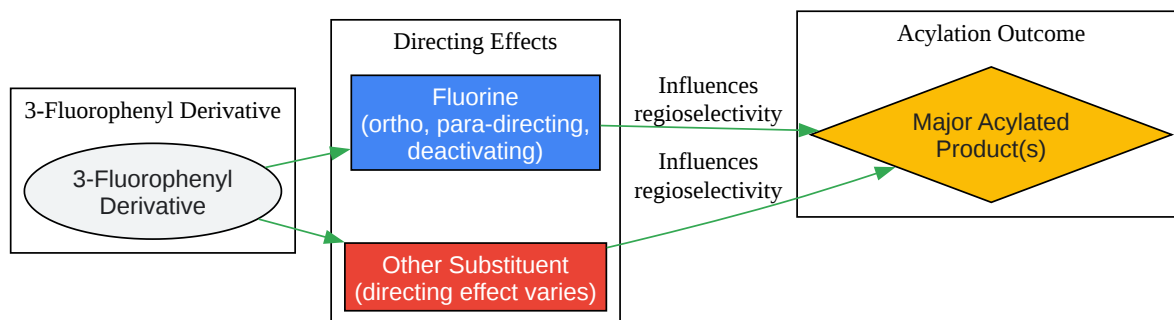 3-Fluorophenyl Derivative
3-Fluorophenyl
Derivative
Directing Effects
Fluorine
(ortho, para-directing,
deactivating)
Other Substituent
(directing effect varies)
Influences
regioselectivity
Influences
regioselectivity
Acylation Outcome
Major Acylated
Product(s)